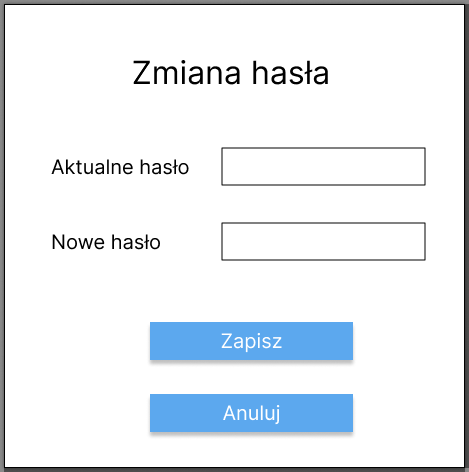 Zmiana hasła
Aktualne hasło
Nowe hasło
Zapisz
Anuluj